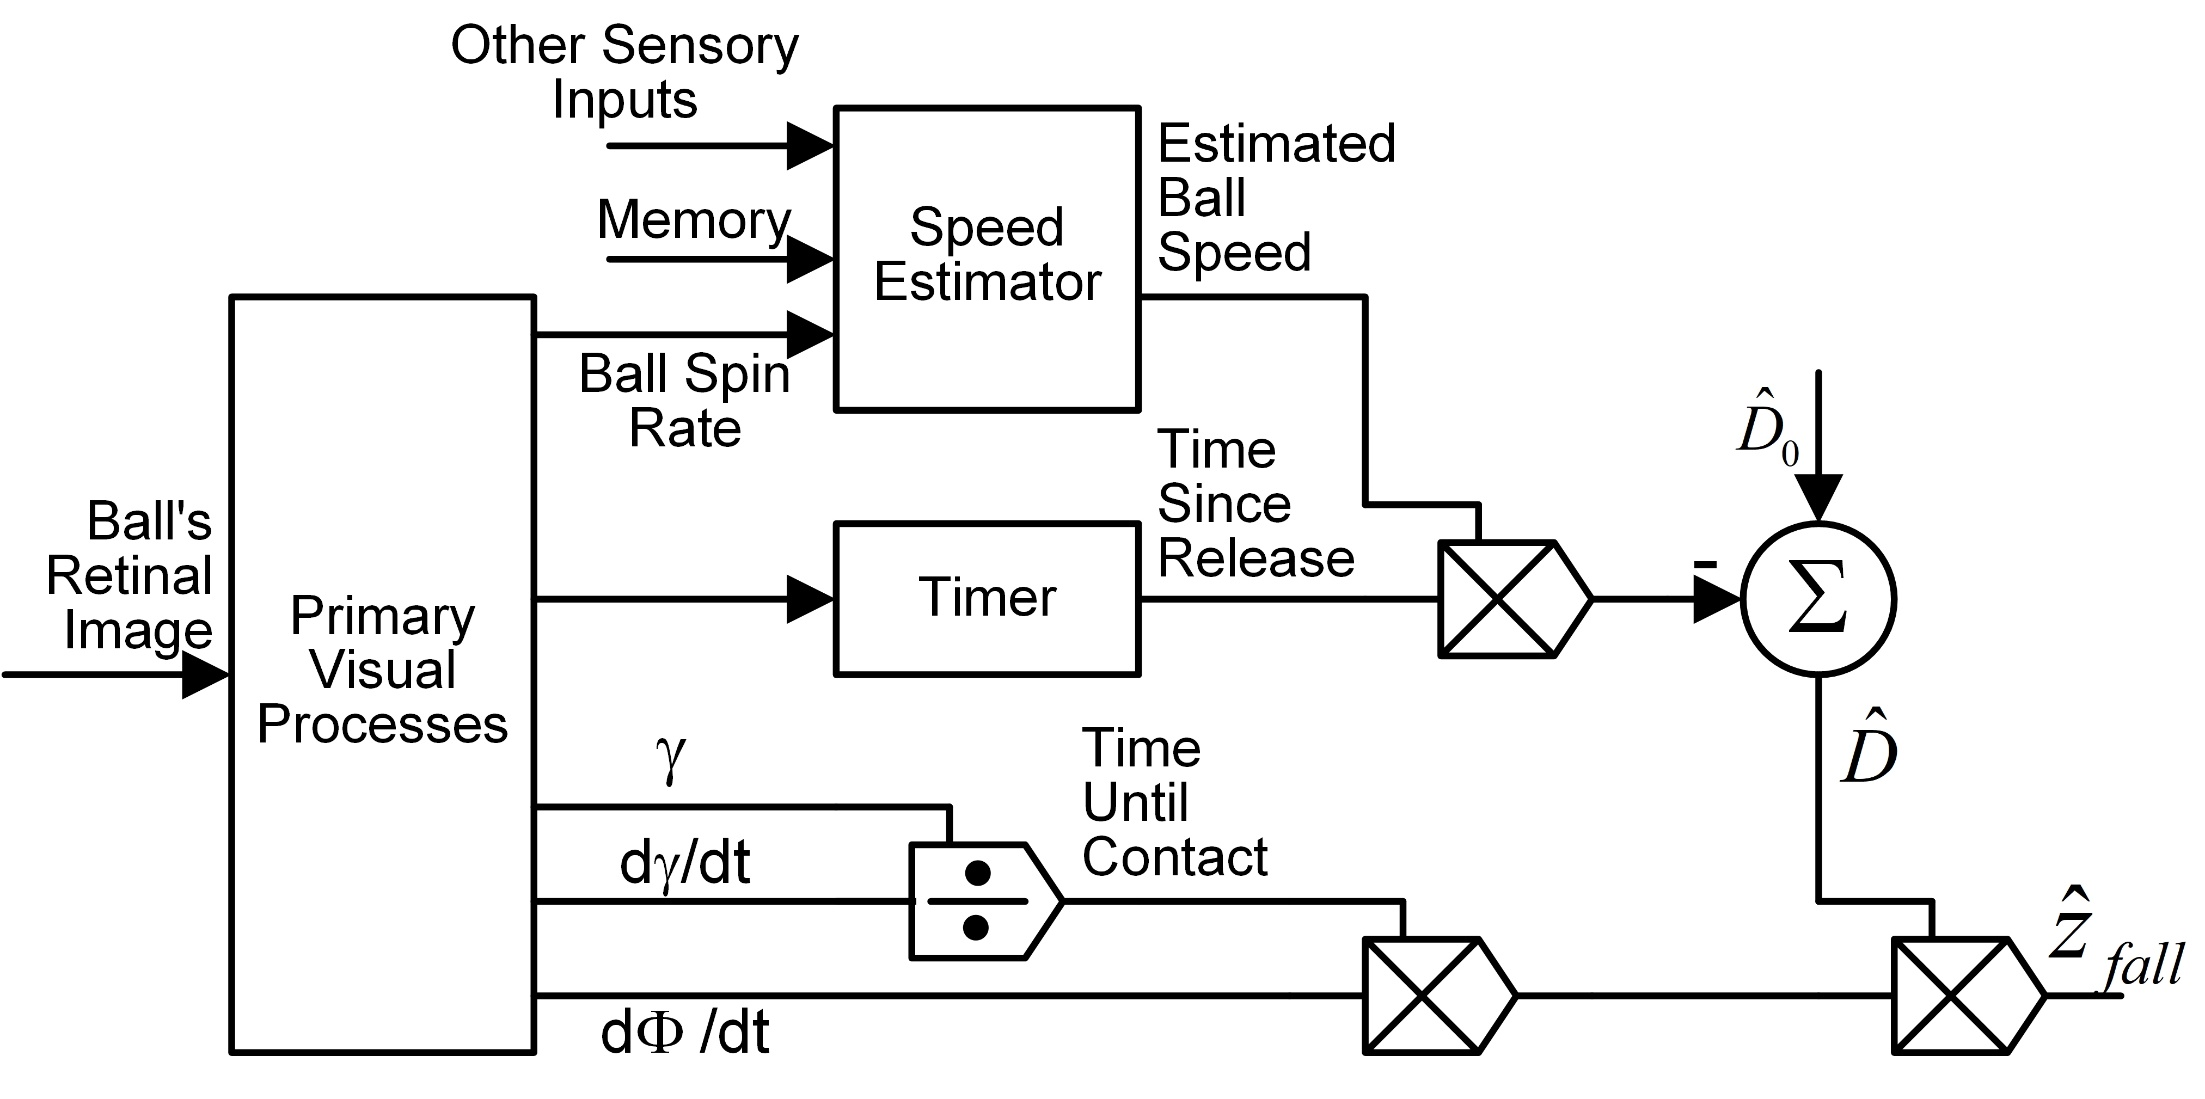 Other Sensory
Inputs
Memory
Ball Spin
Rate
Speed
Estimator
Estimated
Ball
Speed
Ball's
Retinal
Image
Primary
Visual
Processes
Timer
Time
Since
Release
D̂₀
-
Σ
D̂
γ
dγ/dt
dΦ /dt
÷
Time
Until
Contact
ẑ fall